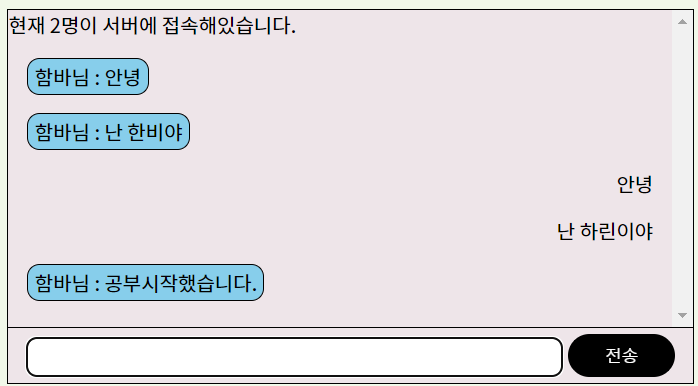 현재 2명이 서버에 접속해있습니다.
함바님 : 안녕
함바님 : 난 한비야
안녕
난 하린이야
함바님 : 공부시작했습니다.
전송